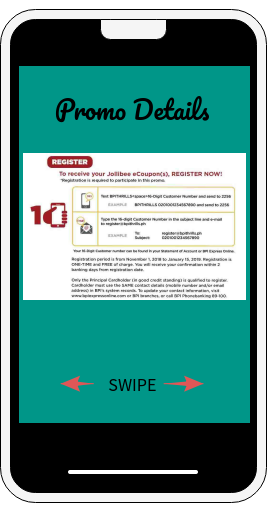 Promo Details
REGISTER
To receive your Jollibee eCoupon(s), REGISTER NOW!
*Registration is required to participate in this promo.
1
Text BPITHRILLS<space>16-Digit Customer Number and send to 2256
EXAMPLE BPITHRILLS 0201001234567890 and send to 2256
Type the 16-digit Customer Number in the subject line and e-mail
to register@bpithrills.ph
EXAMPLE To: register@bpithrills.ph
Subject: 0201001234567890
Your 16-Digit Customer number can be found in your Statement of Account or BPI Express Online.
Registration period is from November 1, 2018 to January 15, 2019. Registration is
ONE-TIME and FREE of charge. You will receive your confirmation within 2
banking days from registration date.
Only the Principal Cardholder (in good credit standing) is qualified to register.
Cardholder must use the SAME contact details (mobile number and/or email
address) in BPI's system records. To update your contact information, visit
www.bpiexpressonline.com or BPI branches, or call BPI Phonebanking 89-100.
SWIPE